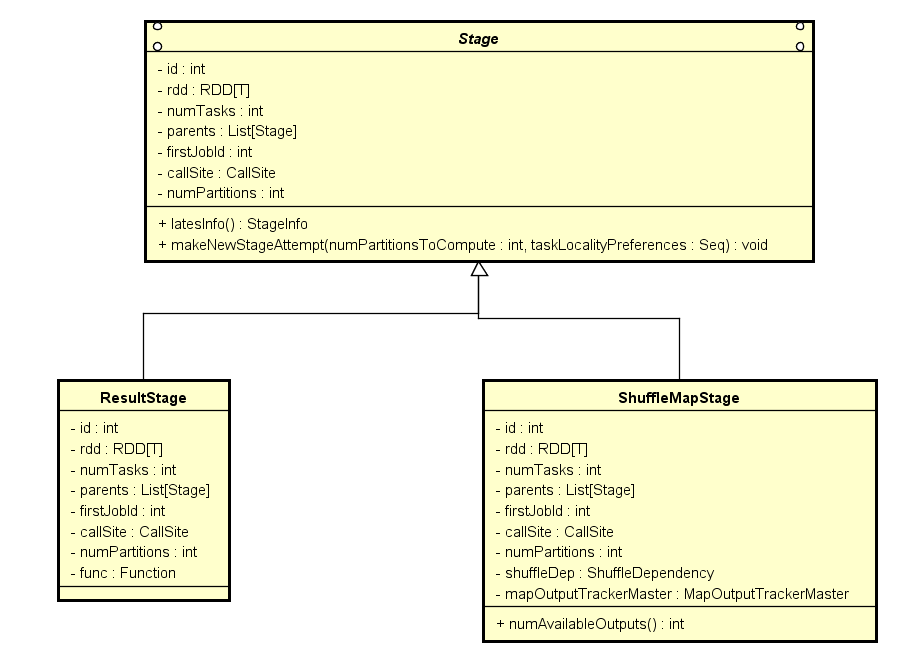 Stage
- id : int
- rdd : RDD[T]
- numTasks : int
- parents : List[Stage]
- firstJobId : int
- callSite : CallSite
- numPartitions : int
+ latesInfo() : StageInfo
+ makeNewStageAttempt(numPartitionsToCompute : int, taskLocalityPreferences : Seq) : void
ResultStage
- id : int
- rdd : RDD[T]
- numTasks : int
- parents : List[Stage]
- firstJobId : int
- callSite : CallSite
- numPartitions : int
- func : Function
ShuffleMapStage
- id : int
- rdd : RDD[T]
- numTasks : int
- parents : List[Stage]
- firstJobId : int
- callSite : CallSite
- numPartitions : int
- shuffleDep : ShuffleDependency
- mapOutputTrackerMaster : MapOutputTrackerMaster
+ numAvailableOutputs() : int